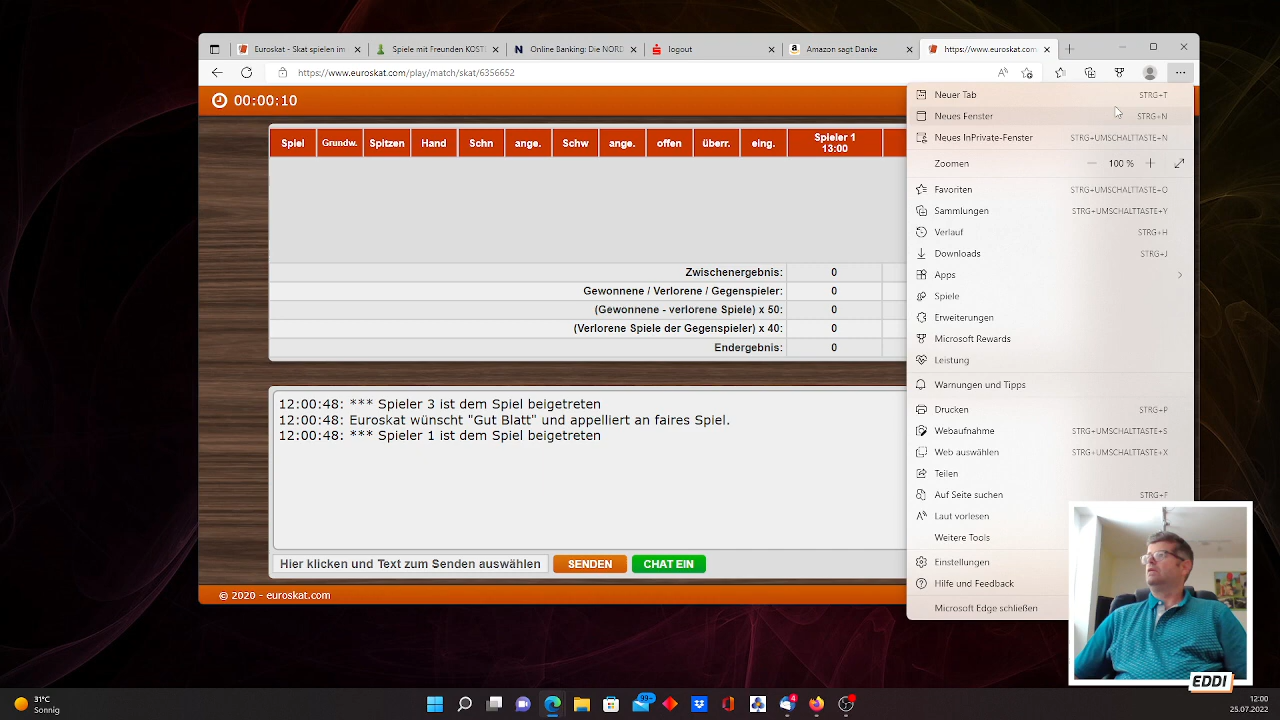 Euroskat - Skat spielen im
Spiele mit Freunden KOSTE
Online Banking: Die NORD
logout
Amazon sagt Danke
https://www.euroskat.com
https://www.euroskat.com/play/match/skat/6356652
00:00:10
Spiel Grundw. Spitzen Hand Schn ange. Schw ange. offen überr. eing. Spieler 1
13:00
Zwischenergebnis: 0
Gewonnene / Verlorene / Gegenspieler: 0
(Gewonnene - verlorene Spiele) x 50: 0
(Verlorene Spiele der Gegenspieler) x 40: 0
Endergebnis: 0
12:00:48: *** Spieler 3 ist dem Spiel beigetreten
12:00:48: Euroskat wünscht "Gut Blatt" und appelliert an faires Spiel.
12:00:48: *** Spieler 1 ist dem Spiel beigetreten
Hier klicken und Text zum Senden auswählen SENDEN CHAT EIN
© 2020 - euroskat.com
Neuer Tab STRG+T
Neues Fenster STRG+N
Neues InPrivate-Fenster STRG+UMSCHALTTASTE+N
Zoomen 100 %
Favoriten STRG+UMSCHALTTASTE+O
Sammlungen STRG+UMSCHALTTASTE+Y
Verlauf STRG+H
Downloads STRG+J
Apps
Spiele
Erweiterungen
Microsoft Rewards
Leistung
Warnungen und Tipps
Drucken STRG+P
Webaufnahme STRG+UMSCHALTTASTE+S
Web auswählen STRG+UMSCHALTTASTE+X
Teilen
Auf Seite suchen STRG+F
Laut vorlesen
Weitere Tools
Einstellungen
Hilfe und Feedback
Microsoft Edge schließen
EDDI
31°C
Sonnig
99+
4
12:00
25.07.2022